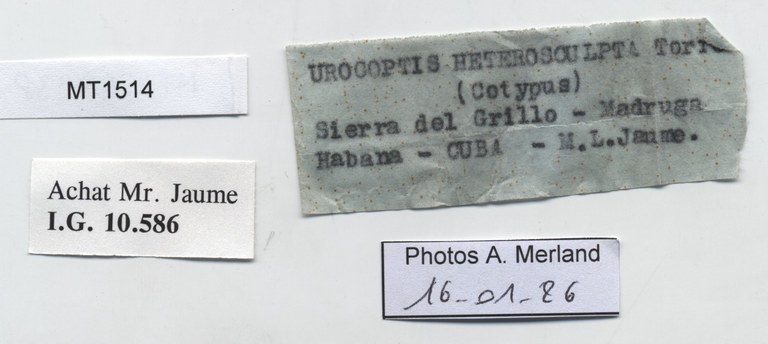 MT1514
UROCOPTIS HETEROSCULPTA Torre
(Cotypus)
Sierra del Grillo - Madruga
Habana - CUBA - M.L.Jaume.
Achat Mr. Jaume
I.G. 10.586
Photos A. Merland
16-01-86